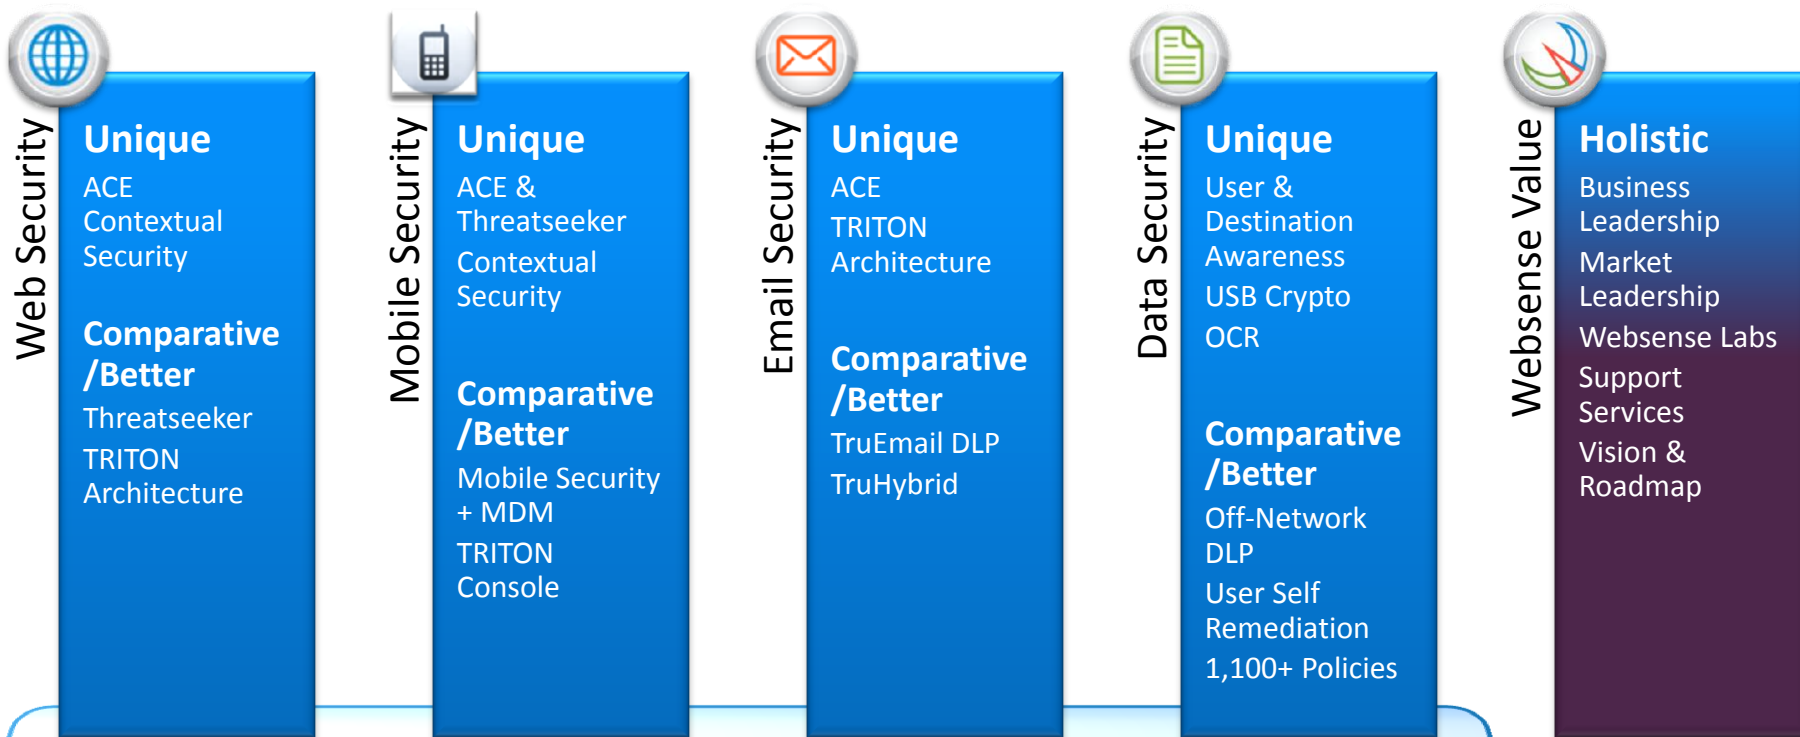 Web Security
Unique
ACE
Contextual
Security
Comparative
/Better
Threatseeker
TRITON
Architecture
Mobile Security
Unique
ACE &
Threatseeker
Contextual
Security
Comparative
/Better
Mobile Security
+ MDM
TRITON
Console
Email Security
Unique
ACE
TRITON
Architecture
Comparative
/Better
TruEmail DLP
TruHybrid
Data Security
Unique
User &
Destination
Awareness
USB Crypto
OCR
Comparative
/Better
Off-Network
DLP
User Self
Remediation
1,100+ Policies
Websense Value
Holistic
Business
Leadership
Market
Leadership
Websense Labs
Support
Services
Vision &
Roadmap